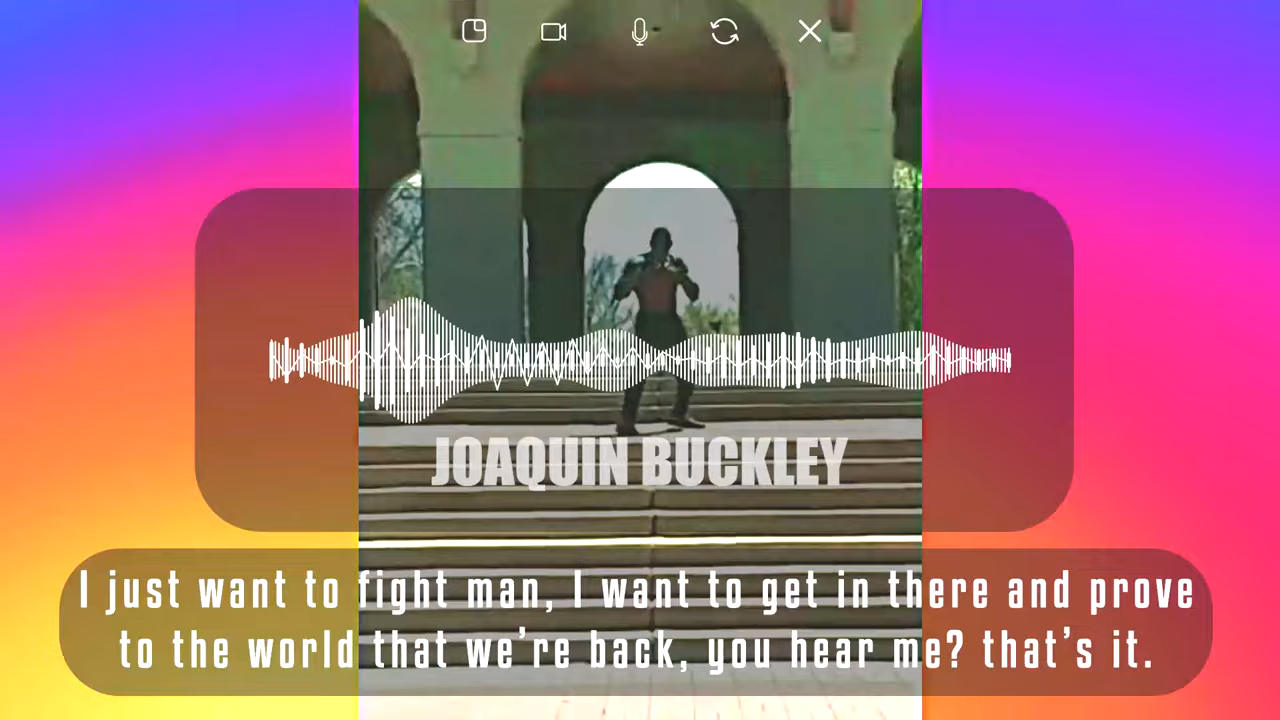 JOAQUIN BUCKLEY
I just want to fight man, I want to get in there and prove
to the world that we're back, you hear me? that's it.